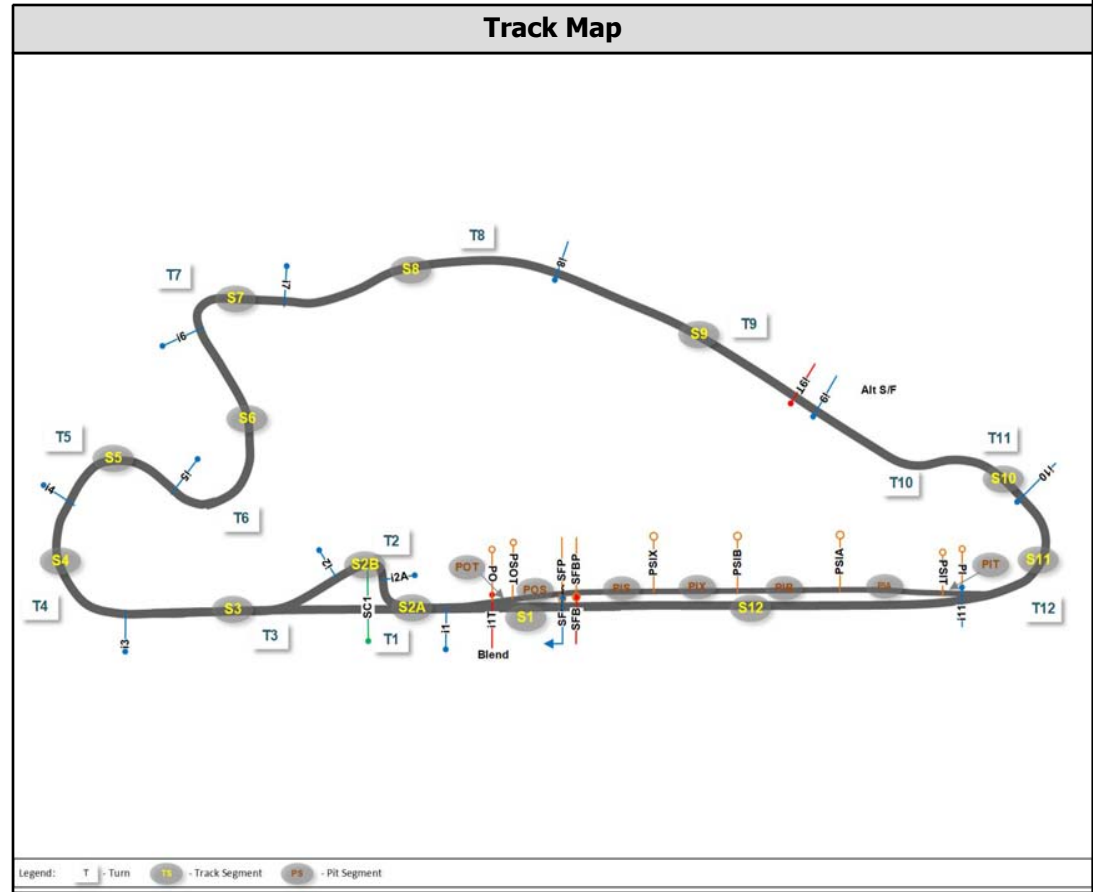 Track Map
T8
i8
S8
T7
i7
S7
i6
S9
T9
i9T
i9
Alt S/F
S6
T5
S5
i5
i4
T6
T11
S10
i10
T10
S4
T4
i2
T2
S2B
i2A
POT
PO
PSOT
POS
SFP
SFBP
PIS
PSIX
PIX
PSIB
PIB
PSIA
PIA
PSIT
PI
PIT
S11
T12
i3
S3
T3
SC1
S2A
T1
i1
i1T
Blend
S1
SF
SFB
S12
i11
Legend: T - Turn TS - Track Segment PS - Pit Segment